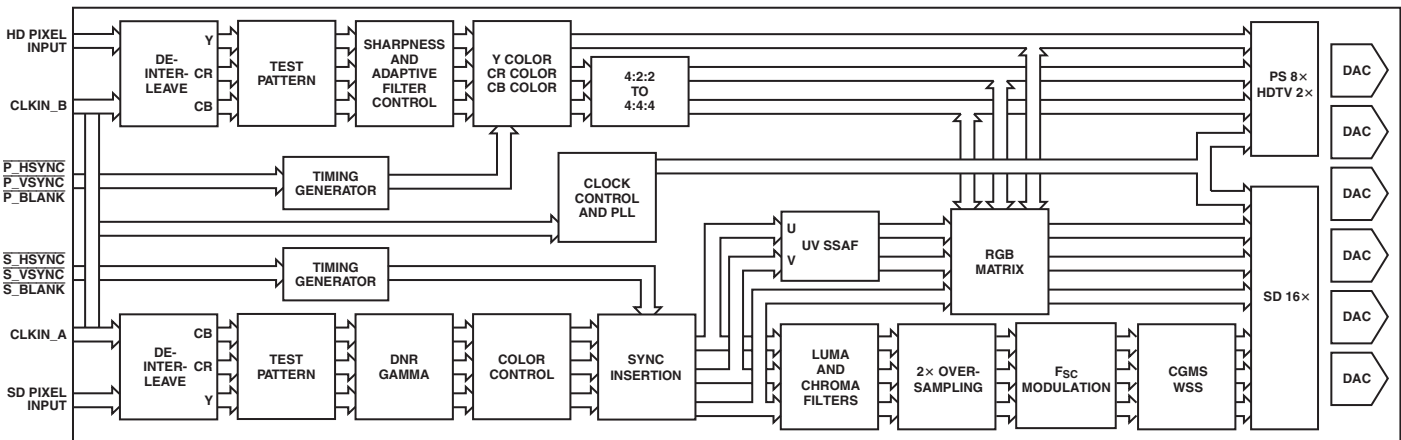 HD PIXEL
INPUT
CLKIN_B
P_HSYNC
P_VSYNC
P_BLANK
S_HSYNC
S_VSYNC
S_BLANK
CLKIN_A
SD PIXEL
INPUT
DE-
INTER-
LEAVE
Y
CR
CB
TEST
PATTERN
SHARPNESS
AND
ADAPTIVE
FILTER
CONTROL
Y COLOR
CR COLOR
CB COLOR
4:2:2
TO
4:4:4
PS 8×
HDTV 2×
TIMING
GENERATOR
CLOCK
CONTROL
AND PLL
TIMING
GENERATOR
U
V
UV SSAF
RGB
MATRIX
SD 16×
DE-
INTER-
LEAVE
CB
CR
Y
TEST
PATTERN
DNR
GAMMA
COLOR
CONTROL
SYNC
INSERTION
LUMA
AND
CHROMA
FILTERS
2× OVER-
SAMPLING
FSC
MODULATION
CGMS
WSS
DAC
DAC
DAC
DAC
DAC
DAC